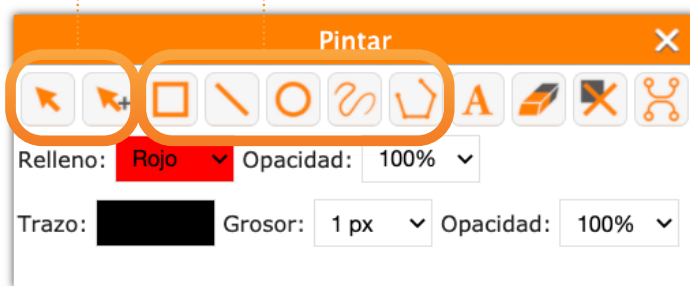 Pintar
A
Relleno: Rojo Opacidad: 100%
Trazo: Grosor: 1 px Opacidad: 100%